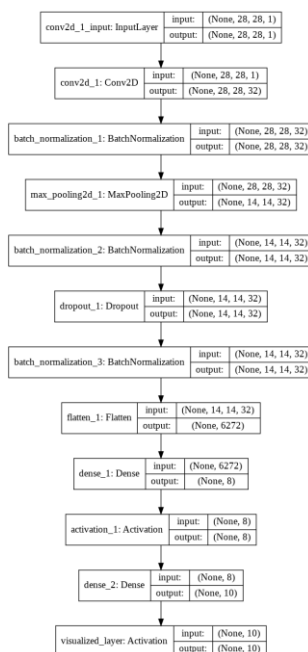 conv2d_1_input: InputLayer input: (None, 28, 28, 1)
output: (None, 28, 28, 1)
conv2d_1: Conv2D input: (None, 28, 28, 1)
output: (None, 28, 28, 32)
batch_normalization_1: BatchNormalization input: (None, 28, 28, 32)
output: (None, 28, 28, 32)
max_pooling2d_1: MaxPooling2D input: (None, 28, 28, 32)
output: (None, 14, 14, 32)
batch_normalization_2: BatchNormalization input: (None, 14, 14, 32)
output: (None, 14, 14, 32)
dropout_1: Dropout input: (None, 14, 14, 32)
output: (None, 14, 14, 32)
batch_normalization_3: BatchNormalization input: (None, 14, 14, 32)
output: (None, 14, 14, 32)
flatten_1: Flatten input: (None, 14, 14, 32)
output: (None, 6272)
dense_1: Dense input: (None, 6272)
output: (None, 8)
activation_1: Activation input: (None, 8)
output: (None, 8)
dense_2: Dense input: (None, 8)
output: (None, 10)
visualized_layer: Activation input: (None, 10)
output: (None, 10)